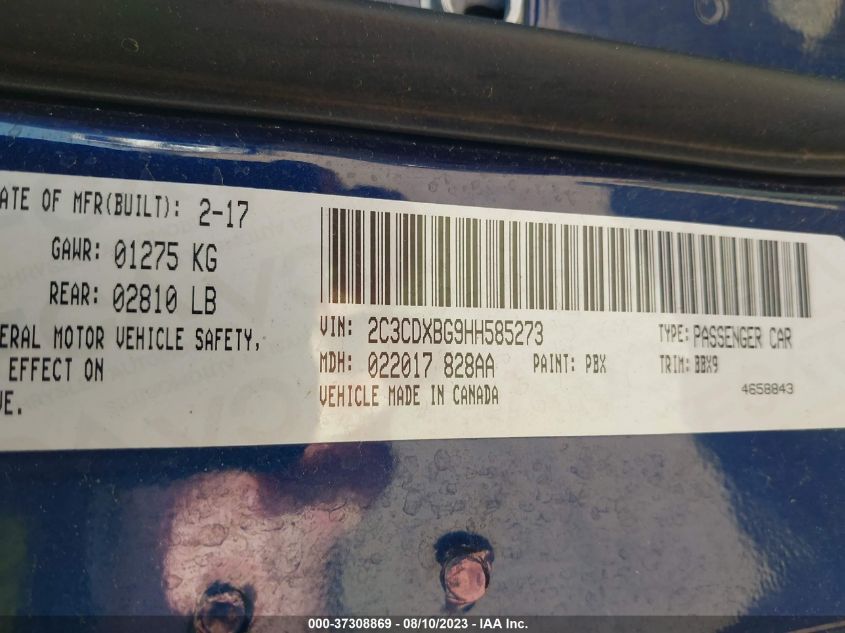 ATE OF MFR(BUILT): 2-17
GAWR: 01275 KG
REAR: 02810 LB
ERAL MOTOR VEHICLE SAFETY,
EFFECT ON
VE.
VIN: 2C3CDXBG9HH585273
TYPE: PASSENGER CAR
MDH: 022017 828AA
PAINT: PBX
TRIM: BBX9
VEHICLE MADE IN CANADA
4658843
000-37308869 - 08/10/2023 - IAA Inc.